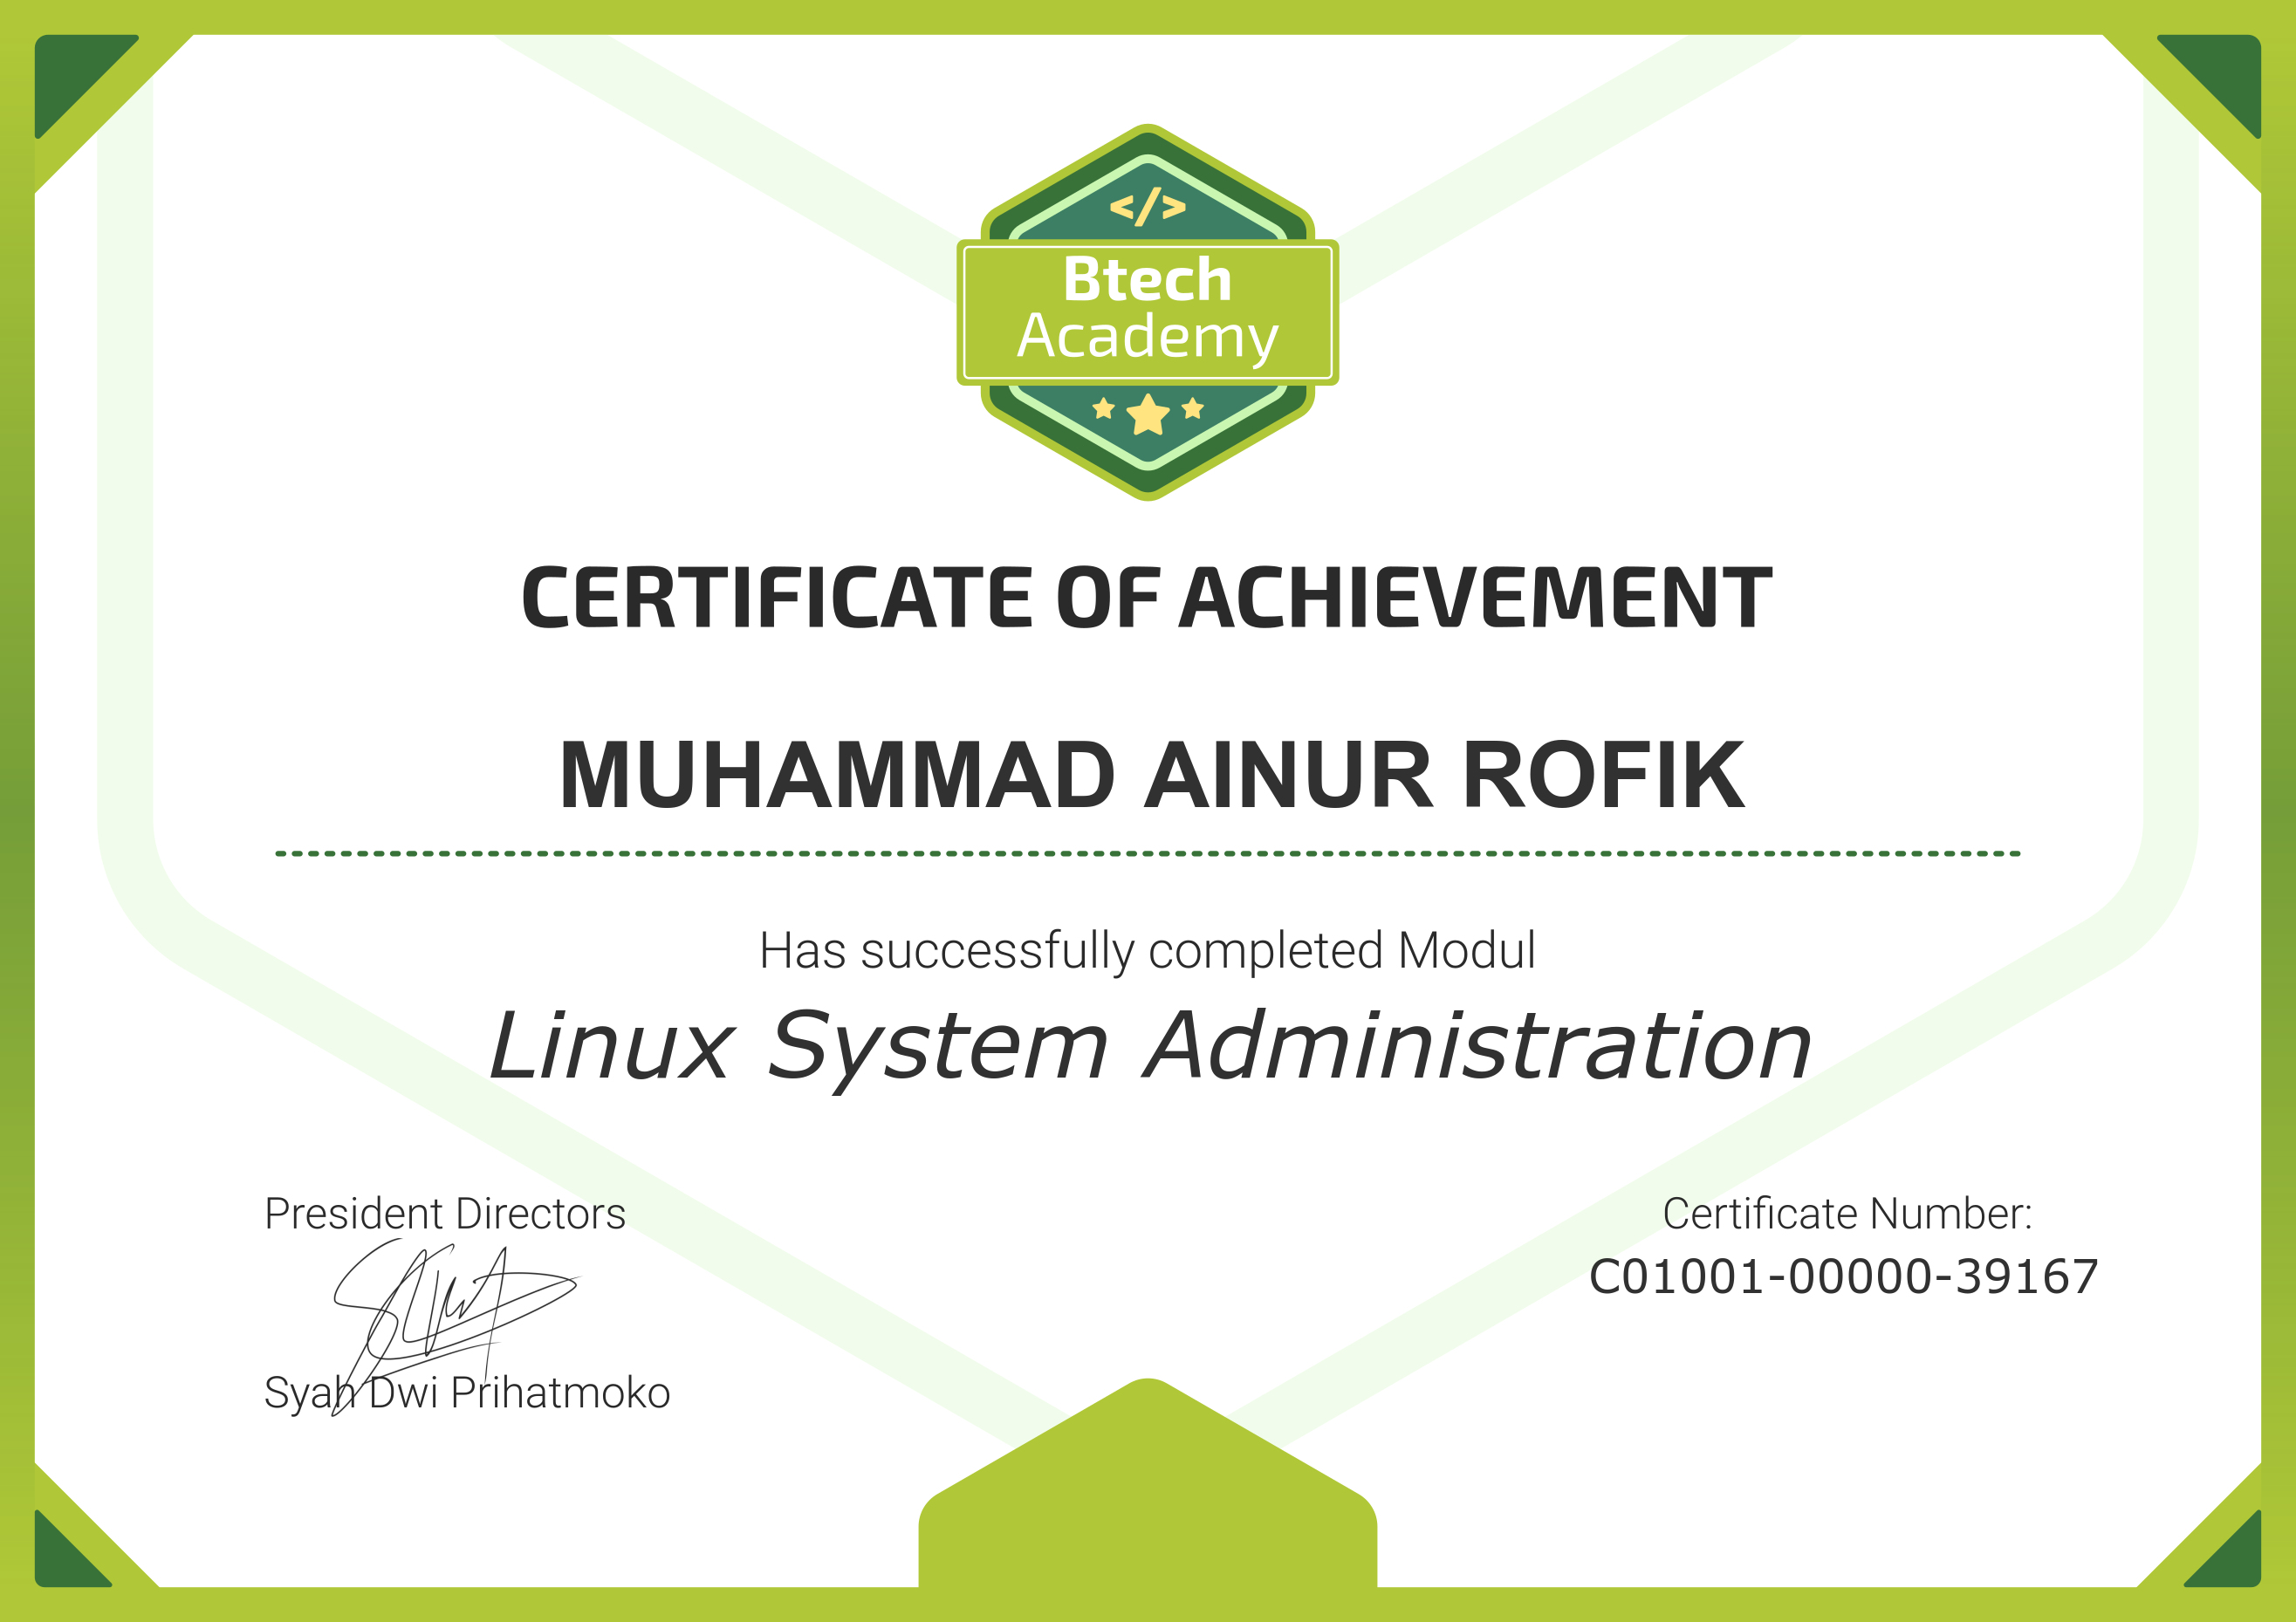 </>
Btech
Academy
CERTIFICATE OF ACHIEVEMENT
MUHAMMAD AINUR ROFIK
Has successfully completed Modul
Linux System Administration
President Directors
Syah Dwi Prihatmoko
Certificate Number:
C01001-00000-39167